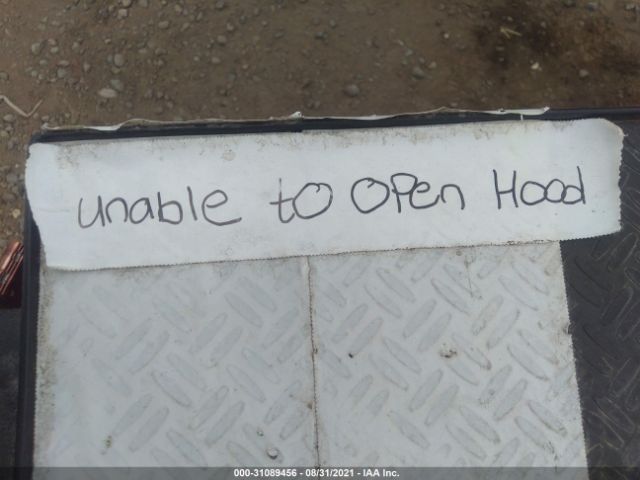 unable to open Hood
000-31089456 - 08/31/2021 - IAA Inc.